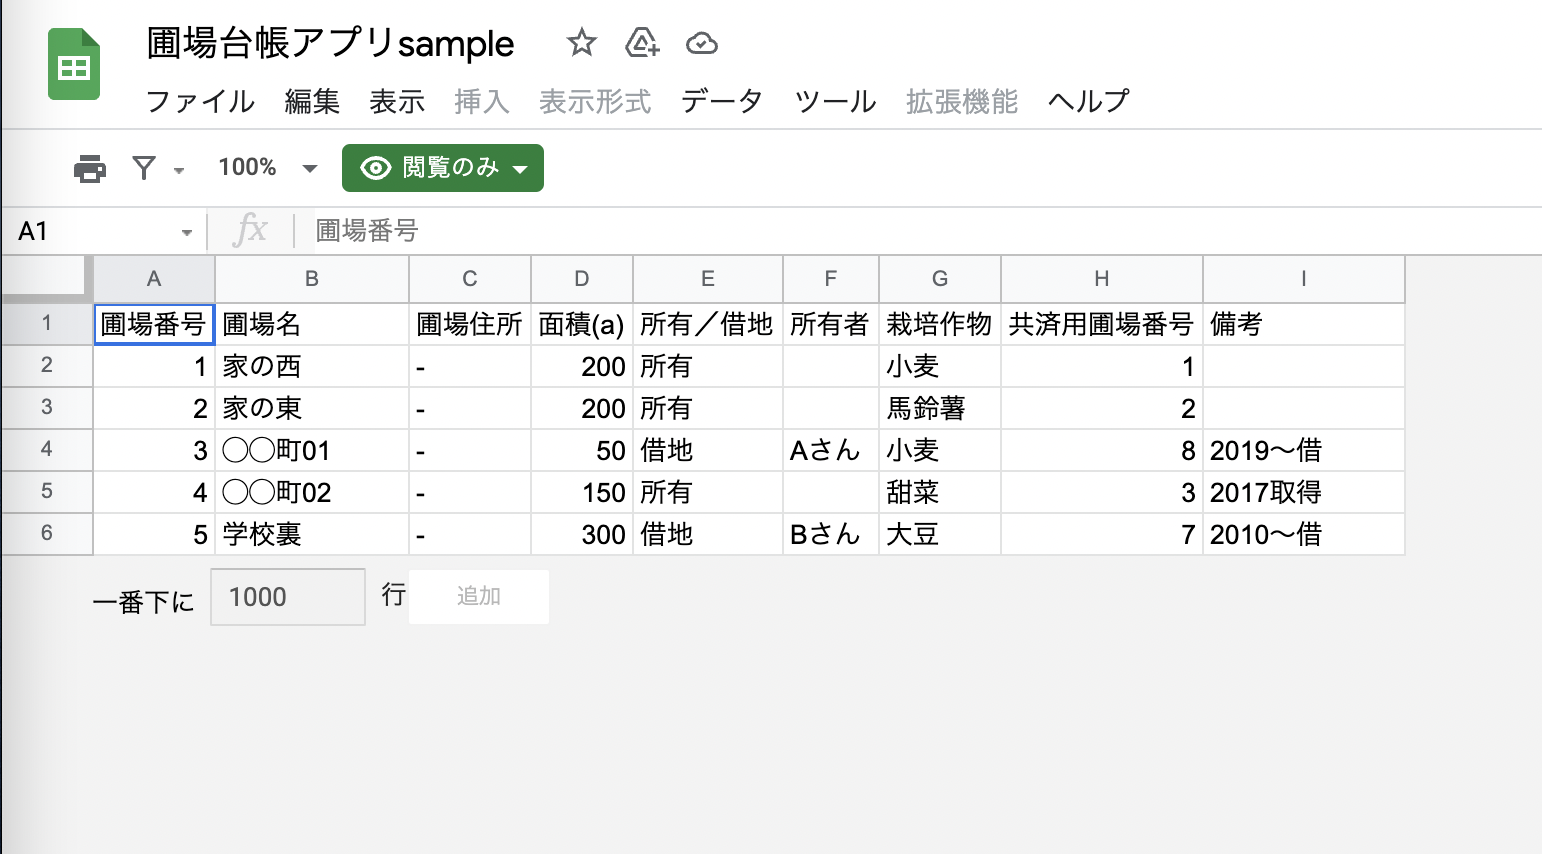 圃場台帳アプリsample
ファイル 編集 表示 挿入 表示形式 データ ツール 拡張機能 ヘルプ
100% 閲覧のみ
A1 fx 圃場番号
A B C D E F G H I
1 圃場番号 圃場名 圃場住所 面積(a) 所有／借地 所有者 栽培作物 共済用圃場番号 備考
2 1 家の西 - 200 所有 小麦 1
3 2 家の東 - 200 所有 馬鈴薯 2
4 3 ◯◯町01 - 50 借地 Aさん 小麦 8 2019〜借
5 4 ◯◯町02 - 150 所有 甜菜 3 2017取得
6 5 学校裏 - 300 借地 Bさん 大豆 7 2010〜借
一番下に 1000 行 追加